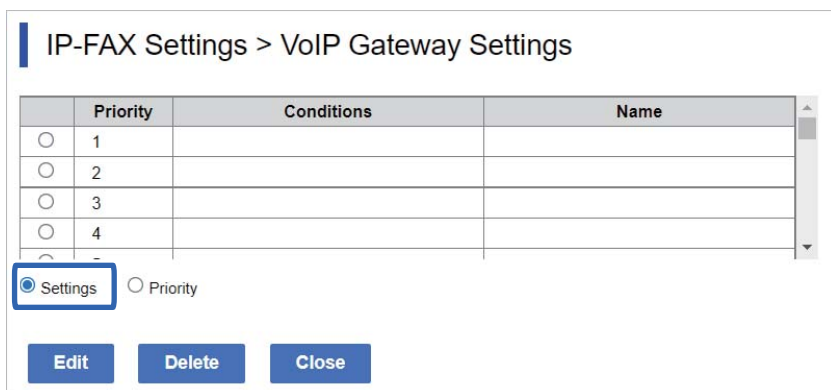 IP-FAX Settings > VoIP Gateway Settings
Priority Conditions Name
1
2
3
4
Settings Priority
Edit Delete Close